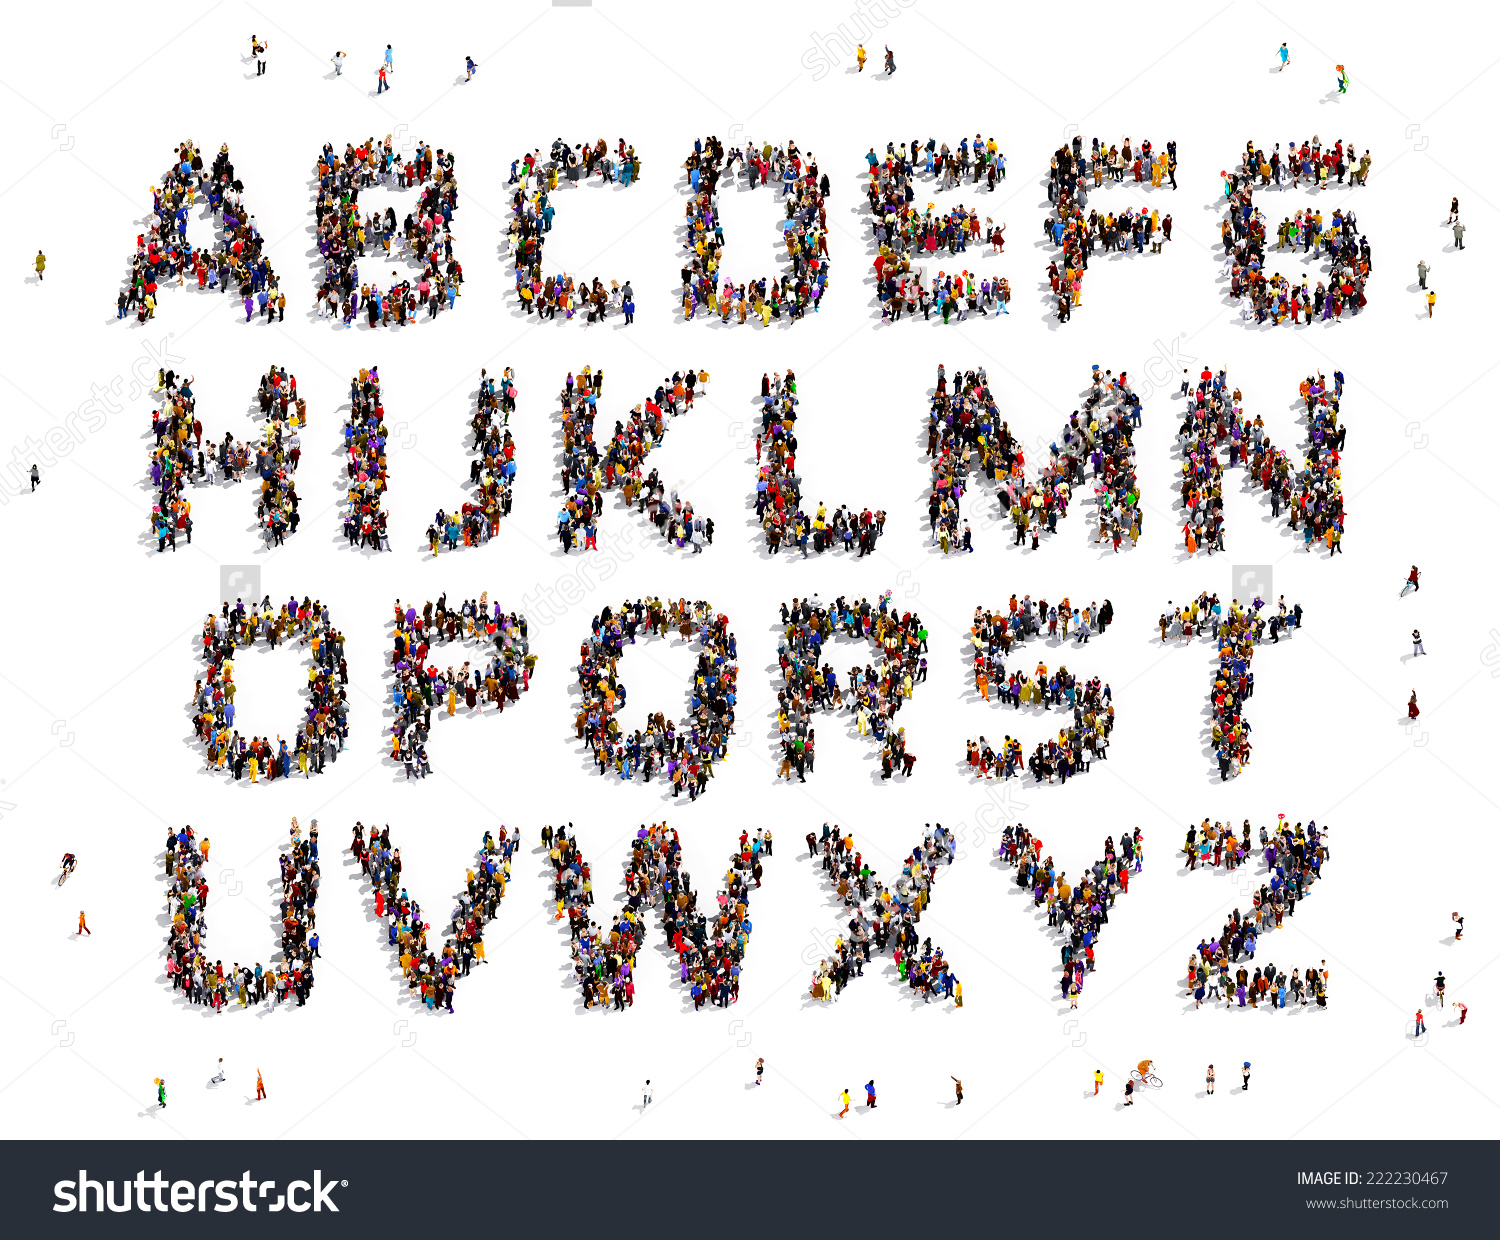 ABCDEFG
HIJKLMN
OPQRST
UVWXYZ
shutterstock
IMAGE ID: 222230467
www.shutterstock.com